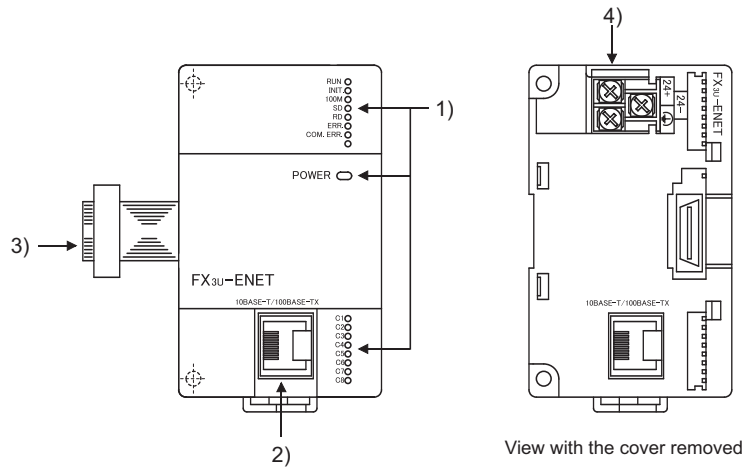 4)
RUN
INIT.
100M
SD
RD
ERR.
COM. ERR.
1)
POWER
3)
FX3U-ENET
10BASE-T/100BASE-TX
C1
C2
C3
C4
C5
C6
C7
C8
2)
24+
24-
FX3U-ENET
10BASE-T/100BASE-TX
View with the cover removed